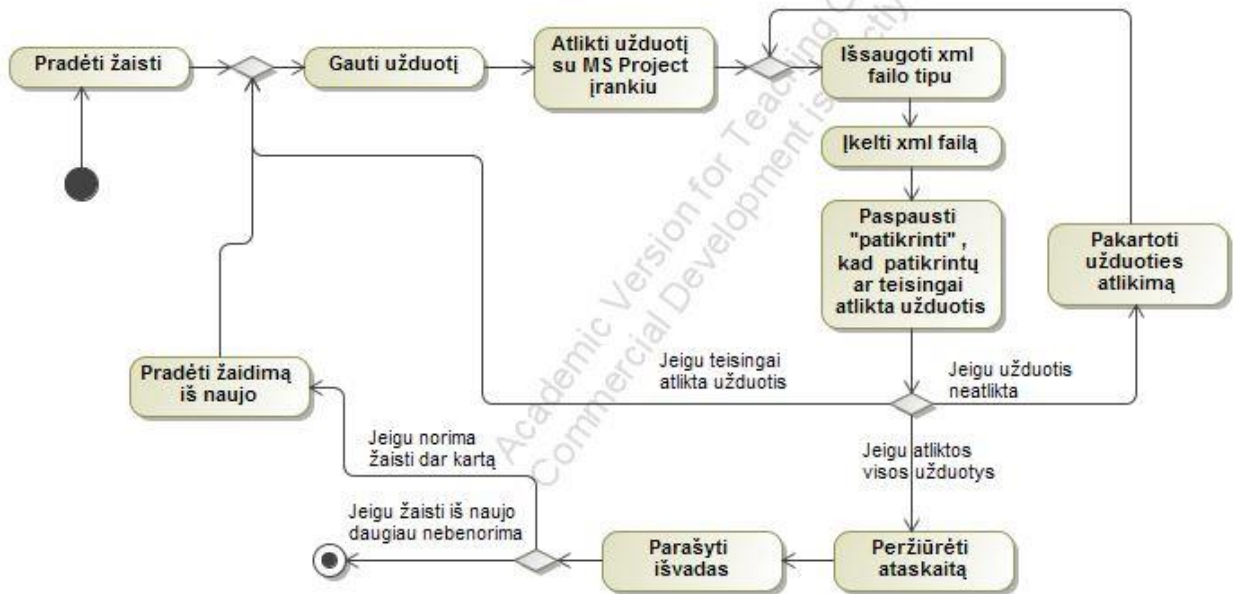 Pradėti žaisti
Gauti užduotį
Atlikti užduotį
su MS Project
įrankiu
Išsaugoti xml
failo tipu
Įkelti xml failą
Paspausti
"patikrinti" ,
kad patikrintų
ar teisingai
atlikta užduotis
Pakartoti
užduoties
atlikimą
Jeigu teisingai
atlikta užduotis
Jeigu užduotis
neatlikta
Pradėti žaidimą
iš naujo
Jeigu norima
žaisti dar kartą
Jeigu atliktos
visos užduotys
Jeigu žaisti iš naujo
daugiau nebenorima
Parašyti
išvadas
Peržiūrėti
ataskaitą
Academic Version for Teaching
Commercial Development is